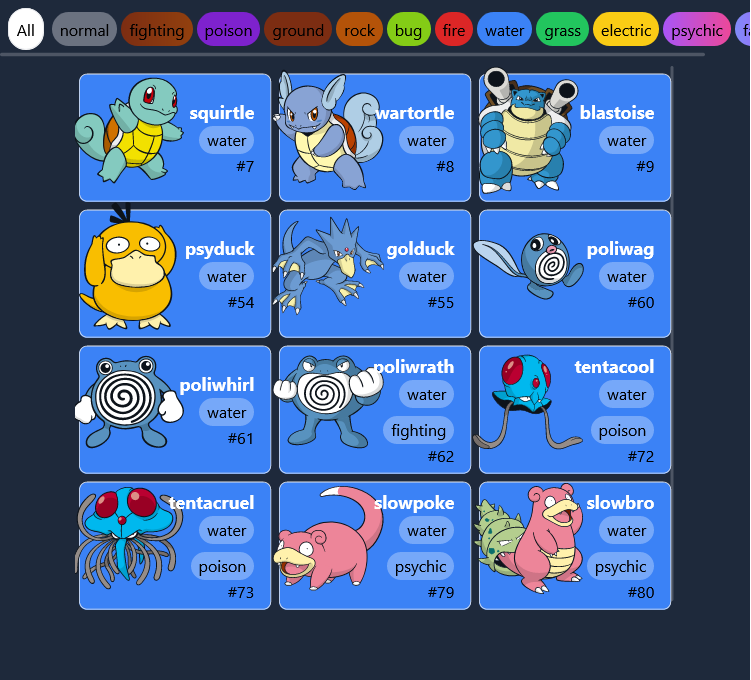 All normal fighting poison ground rock bug fire water grass electric psychic
squirtle
water
#7
wartortle
water
#8
blastoise
water
#9
psyduck
water
#54
golduck
water
#55
poliwag
water
#60
poliwhirl
water
#61
poliwrath
water
fighting
#62
tentacool
water
poison
#72
tentacruel
water
poison
#73
slowpoke
water
psychic
#79
slowbro
water
psychic
#80